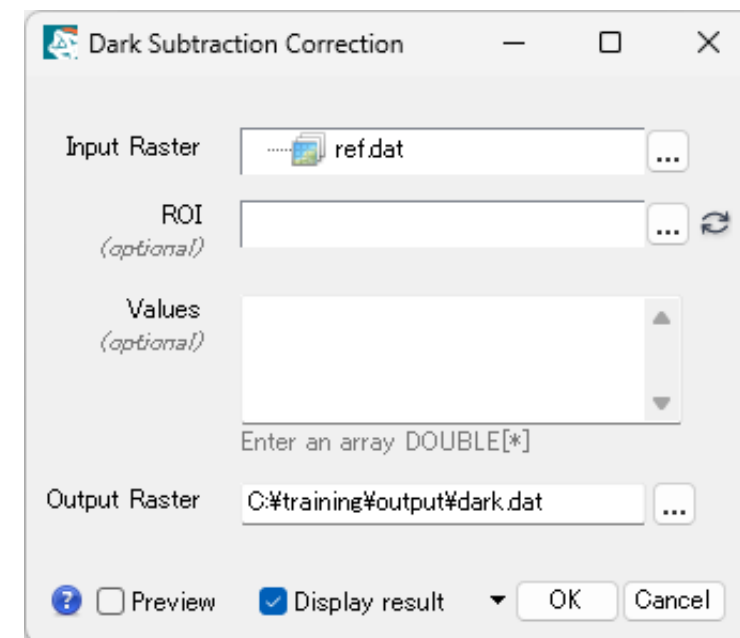 Dark Subtraction Correction
Input Raster
ref.dat
...
ROI
(optional)
...
Values
(optional)
Enter an array DOUBLE[*]
Output Raster
C:¥training¥output¥dark.dat
...
? Preview
Display result
OK
Cancel